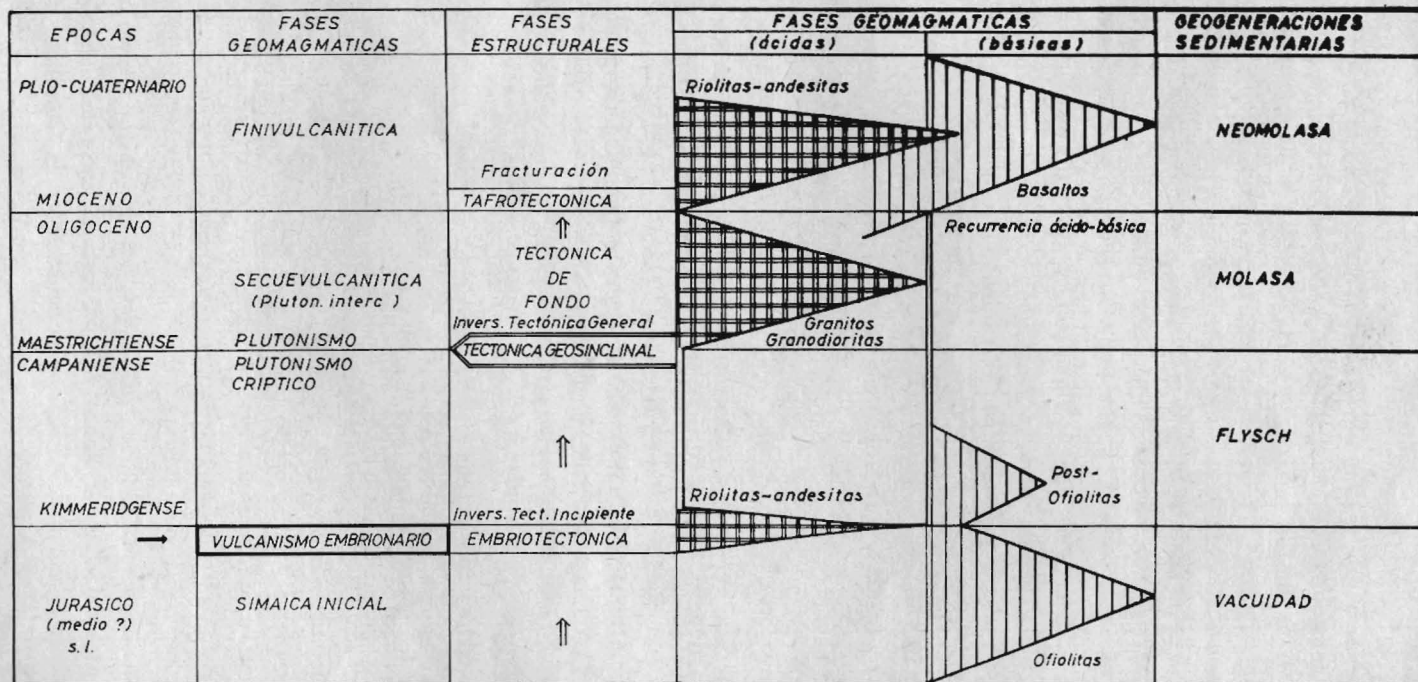 EPOCAS
FASES
GEOMAGMATICAS
FASES
ESTRUCTURALES
FASES GEOMAGMATICAS
(ácidas)
(básicas)
GEOGENERACIONES
SEDIMENTARIAS
PLIO-CUATERNARIO
FINIVULCANITICA
Riolitas-andesitas
NEOMOLASA
Fracturación
MIOCENO
TAFROTECTONICA
Basaltos
OLIGOCENO
Recurrencia ácido-básica
TECTONICA
DE
FONDO
SECUEVULCANITICA
(Pluton. interc )
MOLASA
Invers. Tectónica General
Granitos
Granodioritas
MAESTRICHTIENSE
PLUTONISMO
TECTONICA GEOSINCLINAL
CAMPANIENSE
PLUTONISMO
CRIPTICO
FLYSCH
Post-
Ofiolitas
Riolitas-andesitas
KIMMERIDGENSE
Invers. Tect. Incipiente
VULCANISMO EMBRIONARIO
EMBRIOTECTONICA
JURASICO
(medio ?)
s. l.
SIMAICA INICIAL
VACUIDAD
Ofiolitas